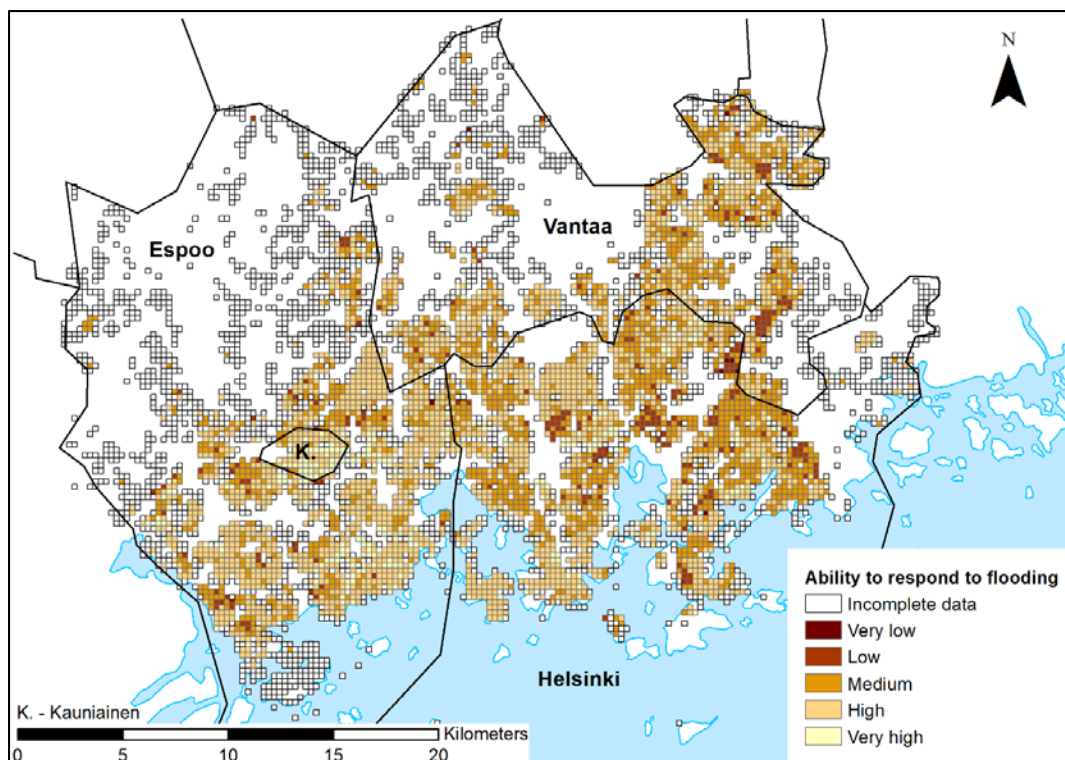 N
Espoo
Vantaa
K.
Helsinki
Ability to respond to flooding
Incomplete data
Very low
Low
Medium
High
Very high
K. - Kauniainen
Kilometers
0 5 10 15 20